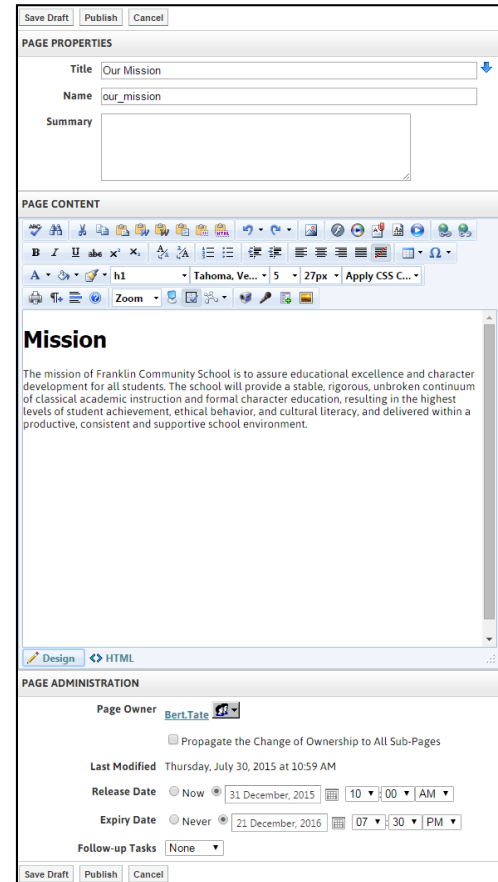 Save Draft Publish Cancel
PAGE PROPERTIES
Title Our Mission
Name our_mission
Summary
PAGE CONTENT
B I U abc x² x₂
A h1 Tahoma, Ve... 5 27px Apply CSS C...
Zoom
Mission
The mission of Franklin Community School is to assure educational excellence and character
development for all students. The school will provide a stable, rigorous, unbroken continuum
of classical academic instruction and formal character education, resulting in the highest
levels of student achievement, ethical behavior, and cultural literacy, and delivered within a
productive, consistent and supportive school environment.
Design HTML
PAGE ADMINISTRATION
Page Owner Bert.Tate
Propagate the Change of Ownership to All Sub-Pages
Last Modified Thursday, July 30, 2015 at 10:59 AM
Release Date Now 31 December, 2015 10 : 00 AM
Expiry Date Never 21 December, 2016 07 : 30 PM
Follow-up Tasks None
Save Draft Publish Cancel